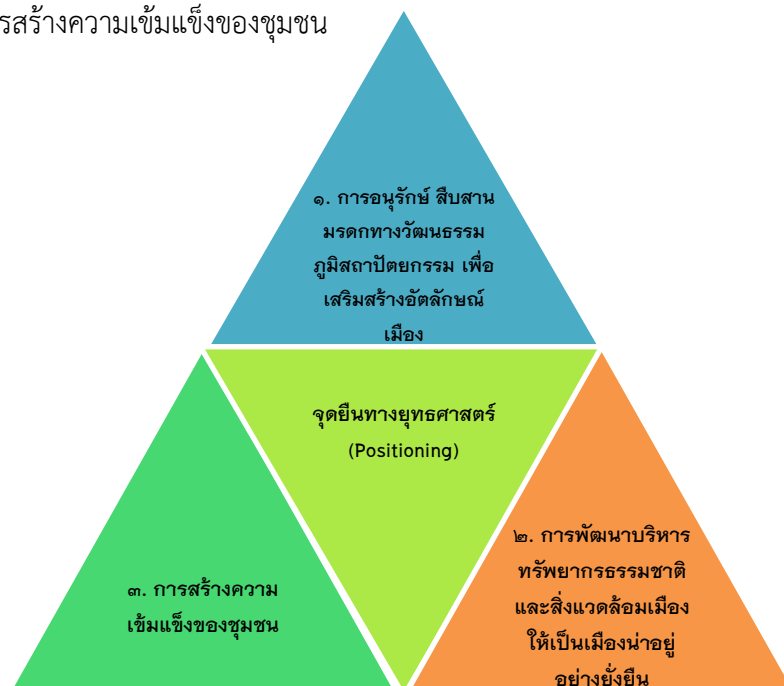 รสร้างความเข้มแข็งของชุมชน
๑. การอนุรักษ์ สืบสาน
มรดกทางวัฒนธรรม
ภูมิสถาปัตยกรรม เพื่อ
เสริมสร้างอัตลักษณ์
เมือง
จุดยืนทางยุทธศาสตร์
(Positioning)
๒. การพัฒนาบริหาร
ทรัพยากรธรรมชาติ
และสิ่งแวดล้อมเมือง
ให้เป็นเมืองน่าอยู่
อย่างยั่งยืน
๓. การสร้างความ
เข้มแข็งของชุมชน